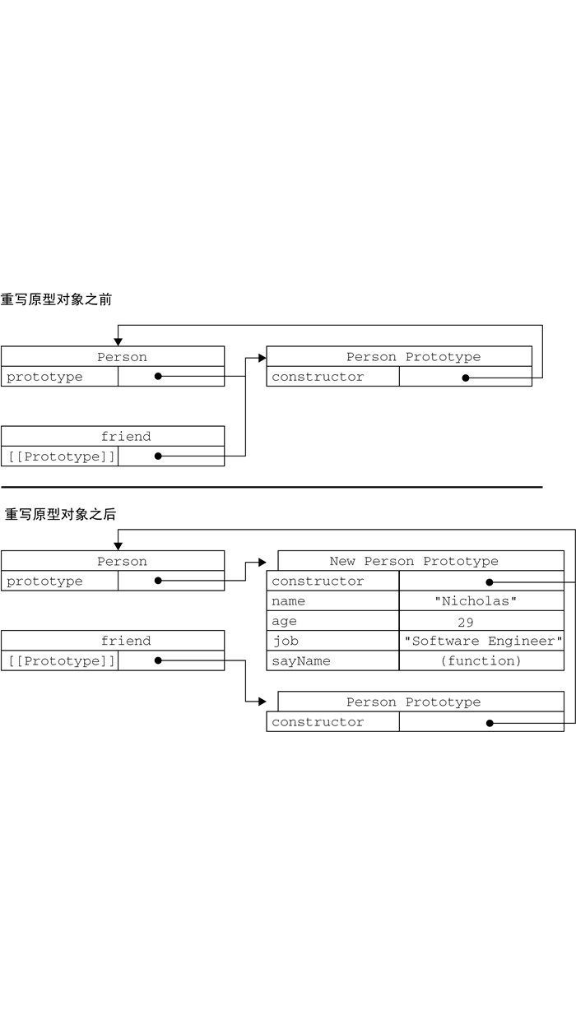 重写原型对象之前
Person
prototype
Person Prototype
constructor
friend
[[Prototype]]
重写原型对象之后
Person
prototype
New Person Prototype
constructor
name "Nicholas"
age 29
job "Software Engineer"
sayName (function)
friend
[[Prototype]]
Person Prototype
constructor